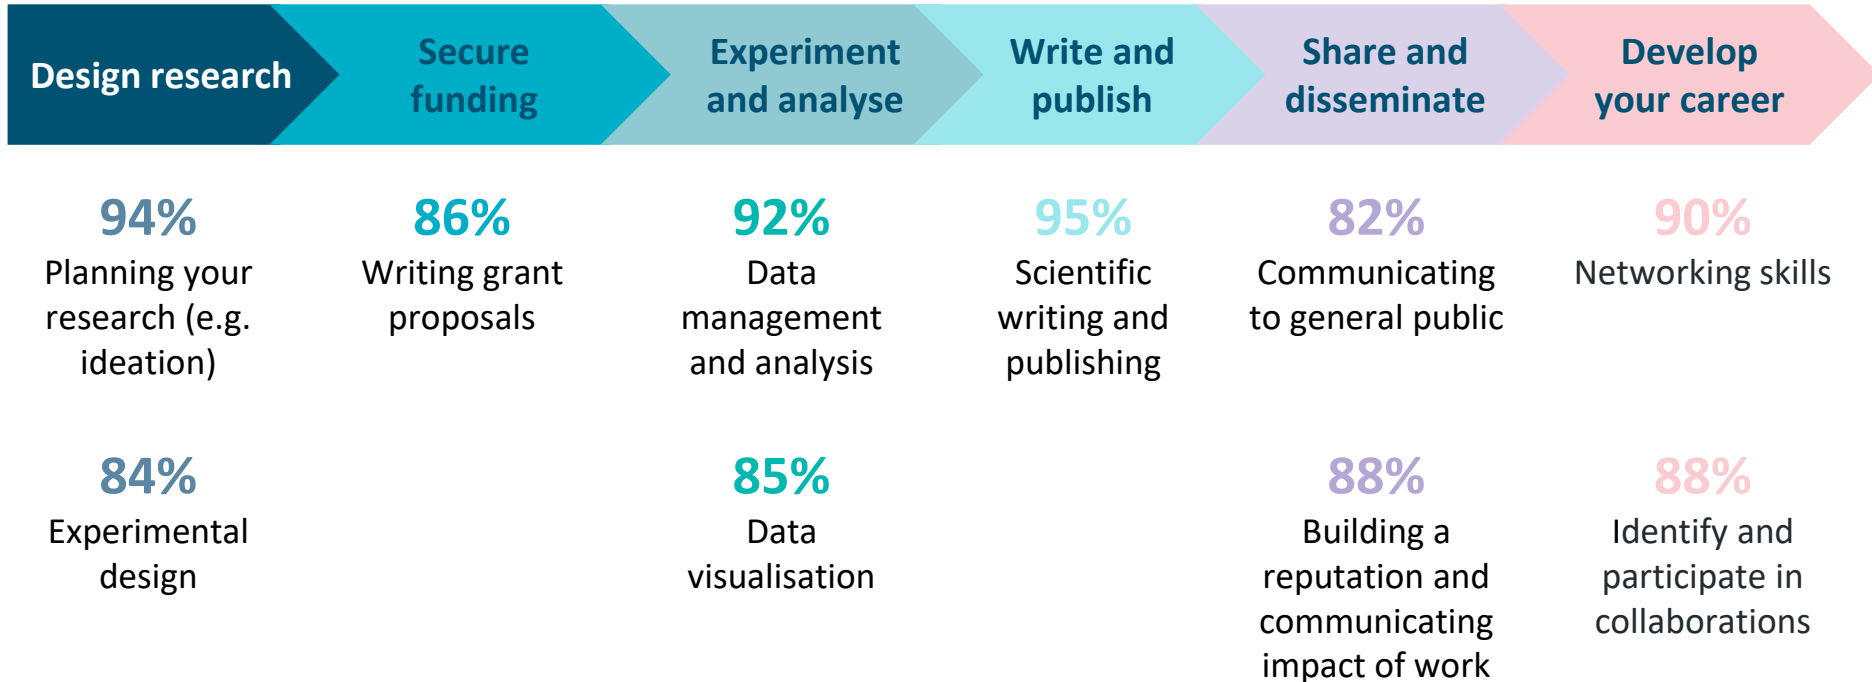 Design research
Secure
funding
Experiment
and analyse
Write and
publish
Share and
disseminate
Develop
your career
94%
Planning your
research (e.g.
ideation)
86%
Writing grant
proposals
92%
Data
management
and analysis
95%
Scientific
writing and
publishing
82%
Communicating
to general public
90%
Networking skills
84%
Experimental
design
85%
Data
visualisation
88%
Building a
reputation and
communicating
impact of work
88%
Identify and
participate in
collaborations